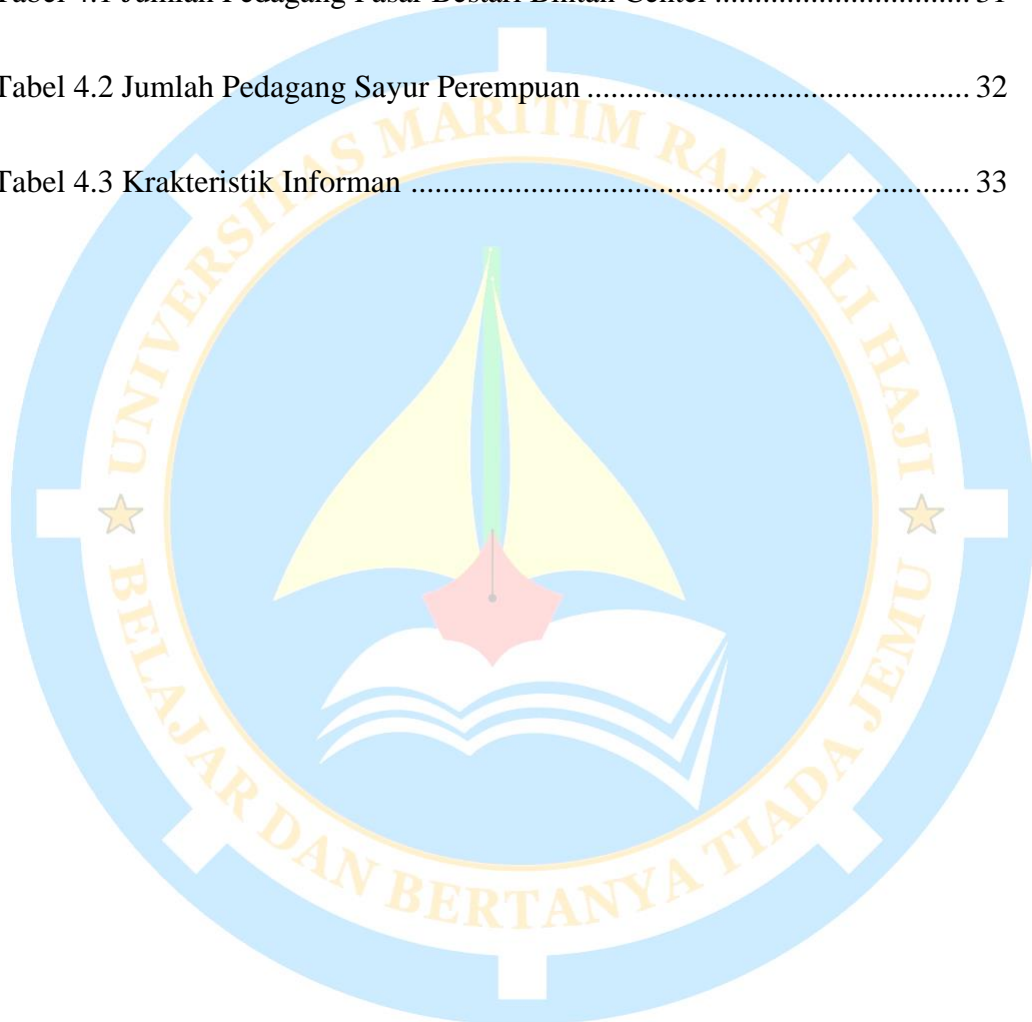 Tabel 4.1 Jumlah Pedagang Pasar Bestari Bintan Center ................................. 31
Tabel 4.2 Jumlah Pedagang Sayur Perempuan ................................................. 32
Tabel 4.3 Krakteristik Informan ....................................................................... 33
UNIVERSITAS MARITIM RAJA ALI HAJI
BELAJAR DAN BERTANYA TIADA JEMU